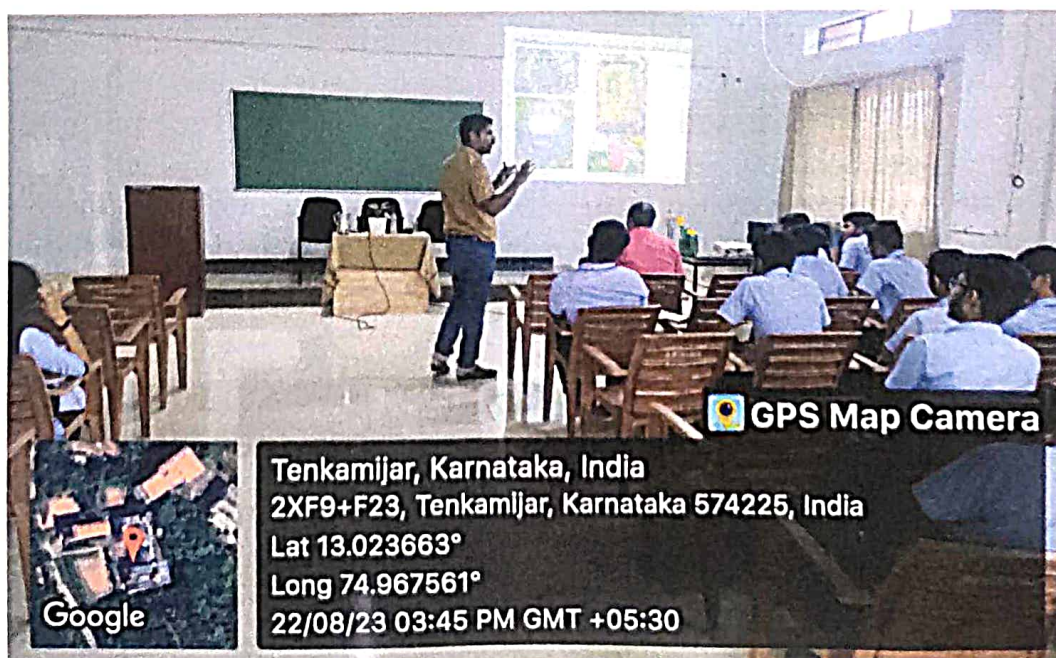 GPS Map Camera
Tenkamijar, Karnataka, India
2XF9+F23, Tenkamijar, Karnataka 574225, India
Lat 13.023663°
Long 74.967561°
22/08/23 03:45 PM GMT +05:30
Google